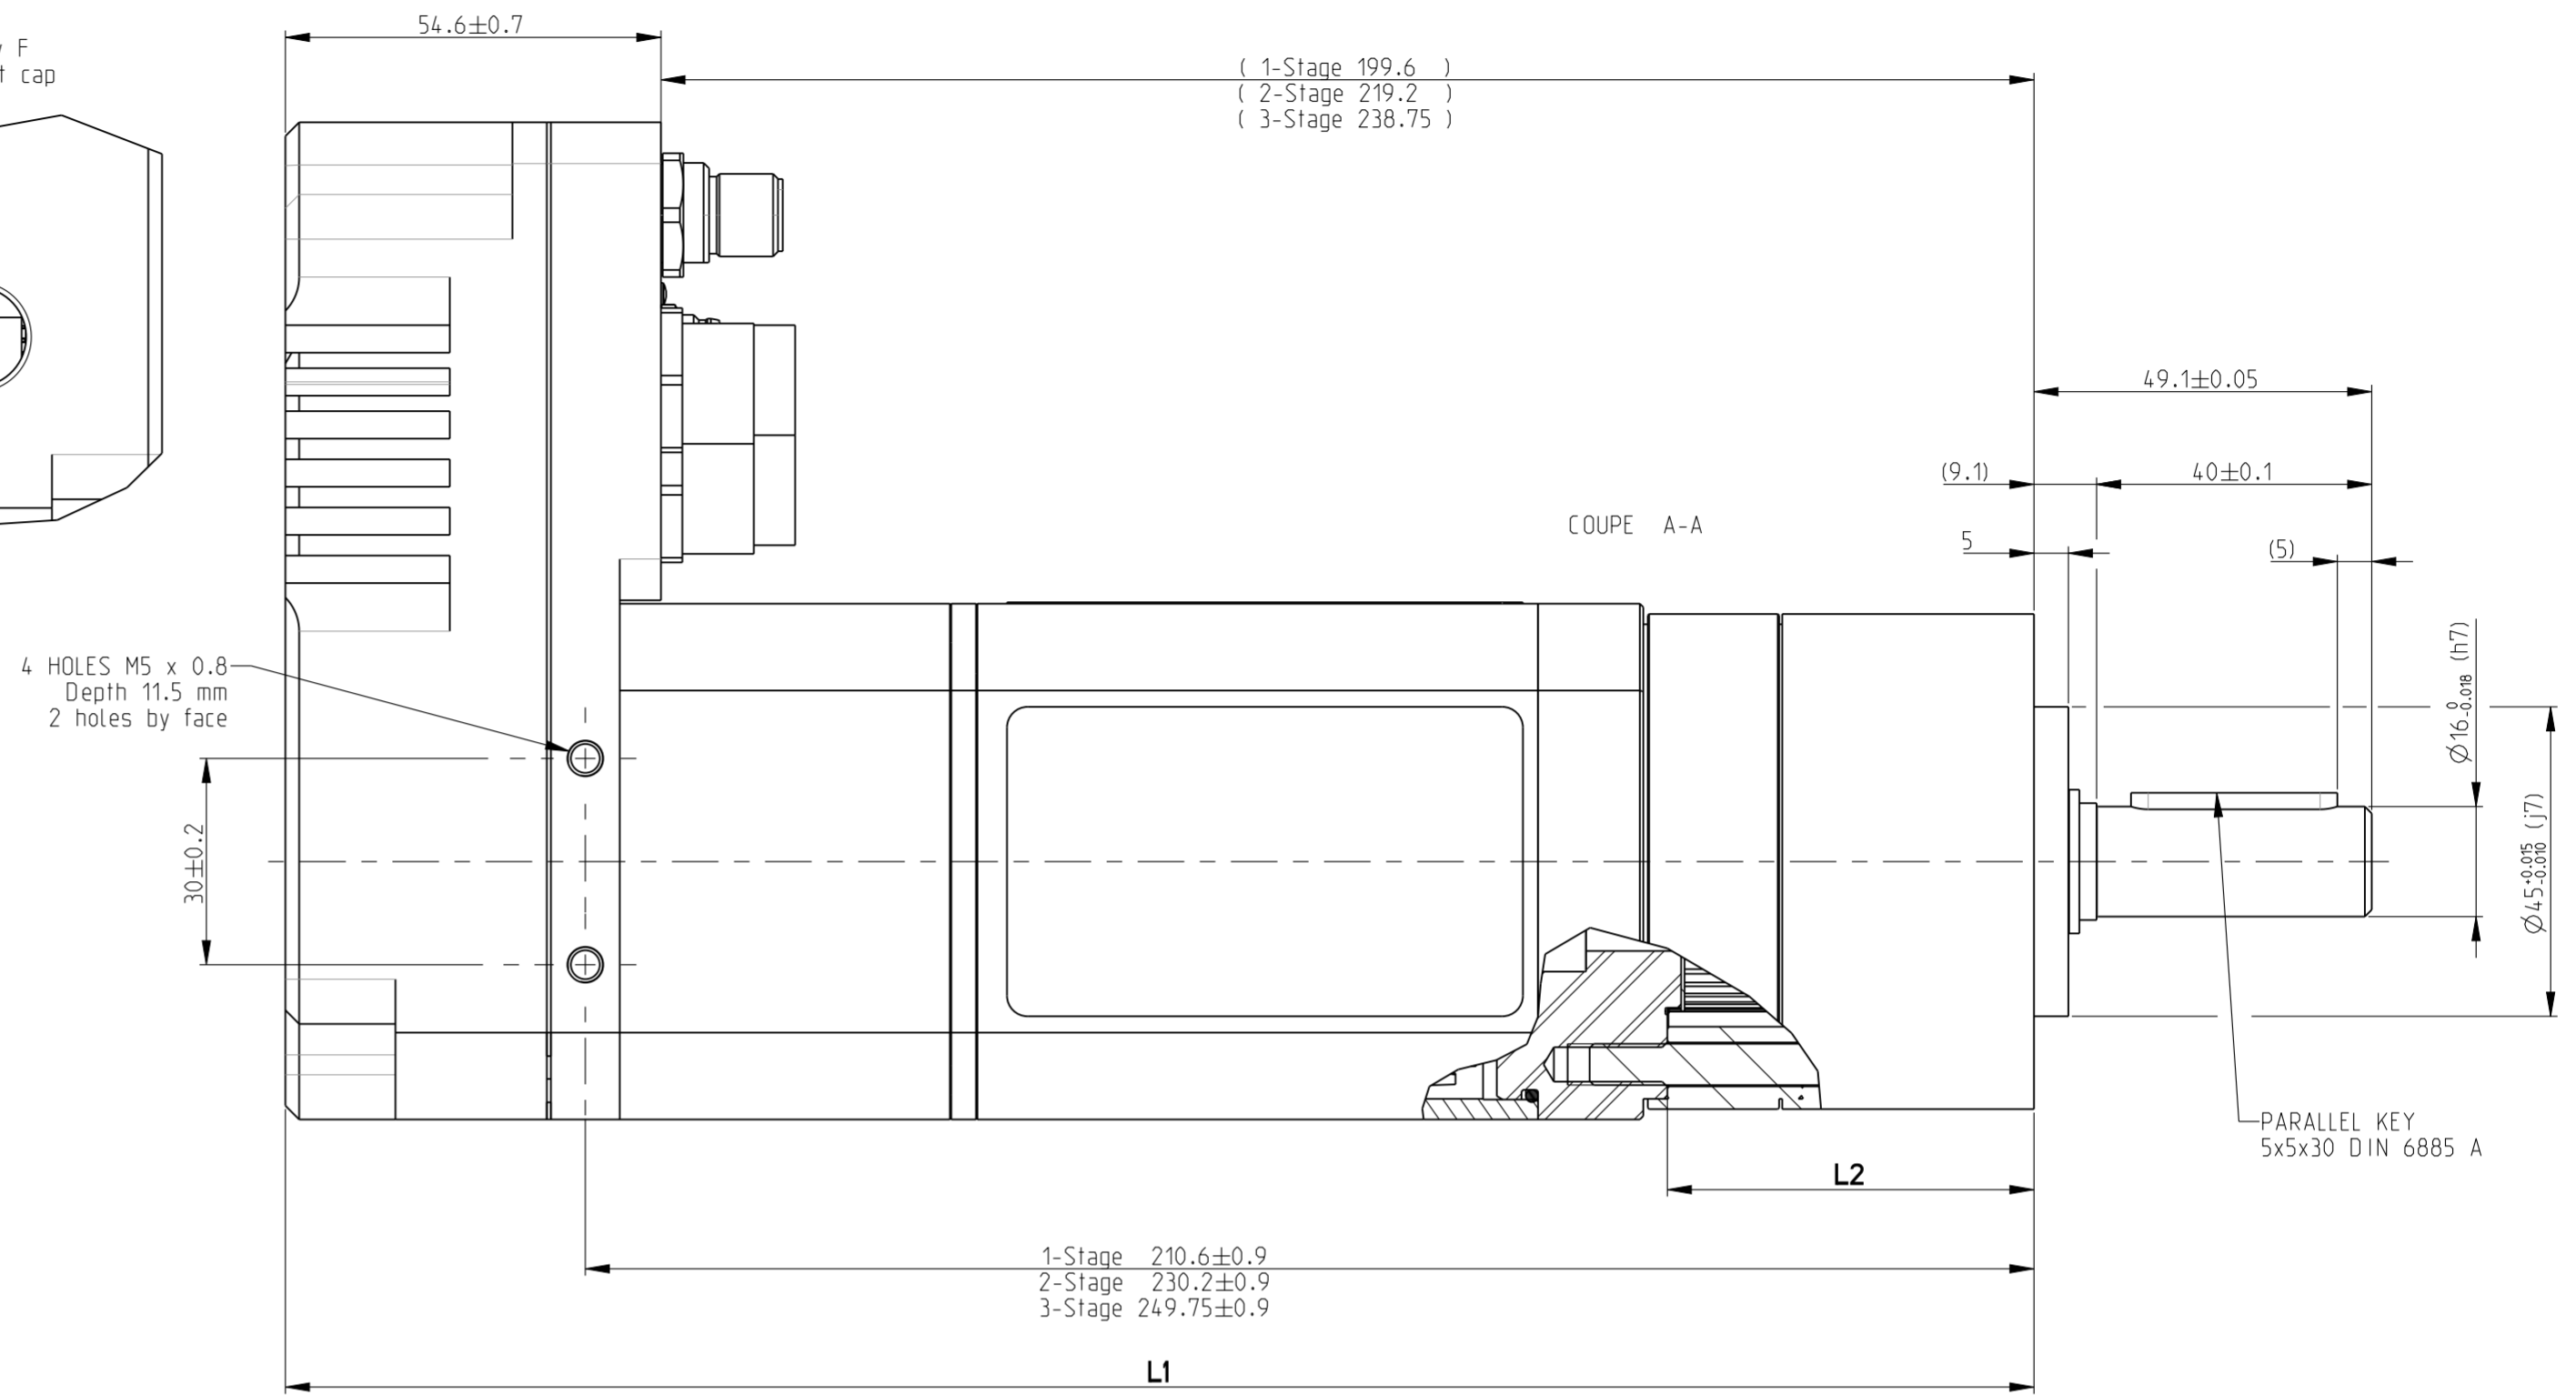 54.6±0.7
F
cap
( 1-Stage 199.6 )
( 2-Stage 219.2 )
( 3-Stage 238.75 )
49.1±0.05
(9.1)
40±0.1
COUPE A-A
5
(5)
4 HOLES M5 x 0.8
Depth 11.5 mm
2 holes by face
Ø16 0 -0.018 (h7)
30±0.2
Ø45 +0.015 -0.010 (j7)
PARALLEL KEY
5x5x30 DIN 6885 A
L2
1-Stage 210.6±0.9
2-Stage 230.2±0.9
3-Stage 249.75±0.9
L1